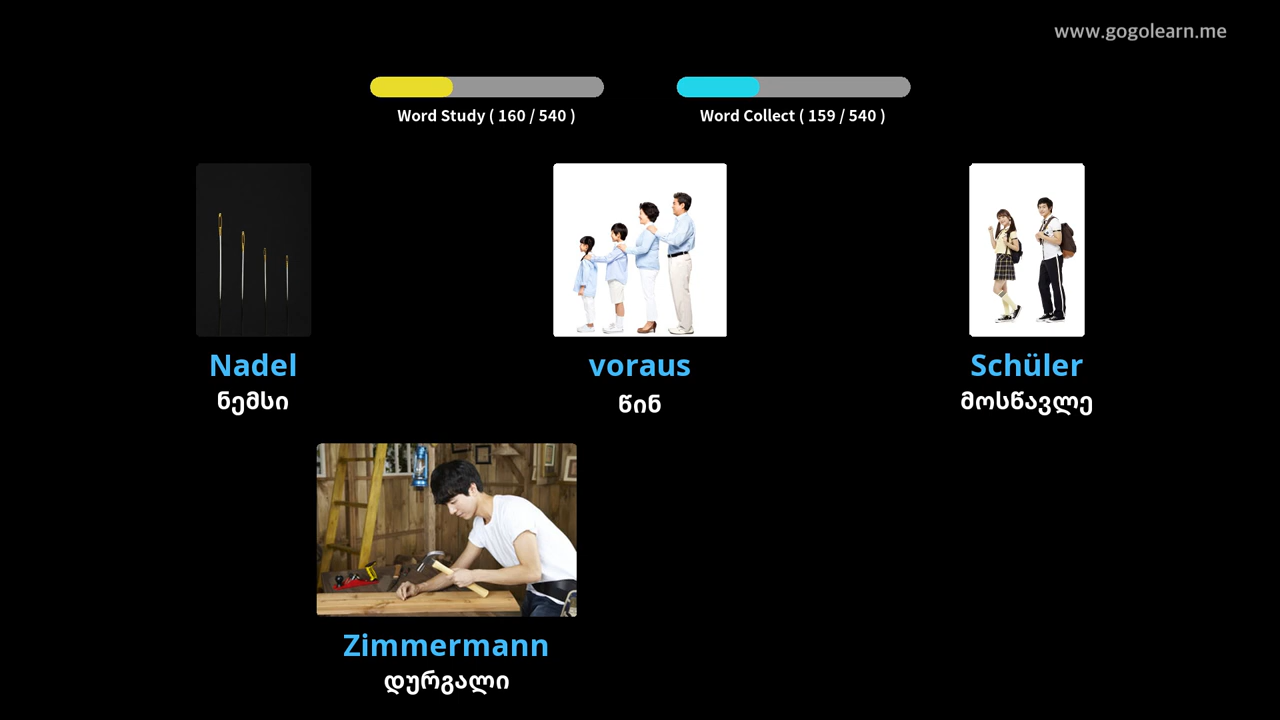 www.gogolearn.me
Word Study ( 160 / 540 )
Word Collect ( 159 / 540 )
Nadel
ნემსი
voraus
წინ
Schüler
მოსწავლე
Zimmermann
დურგალი